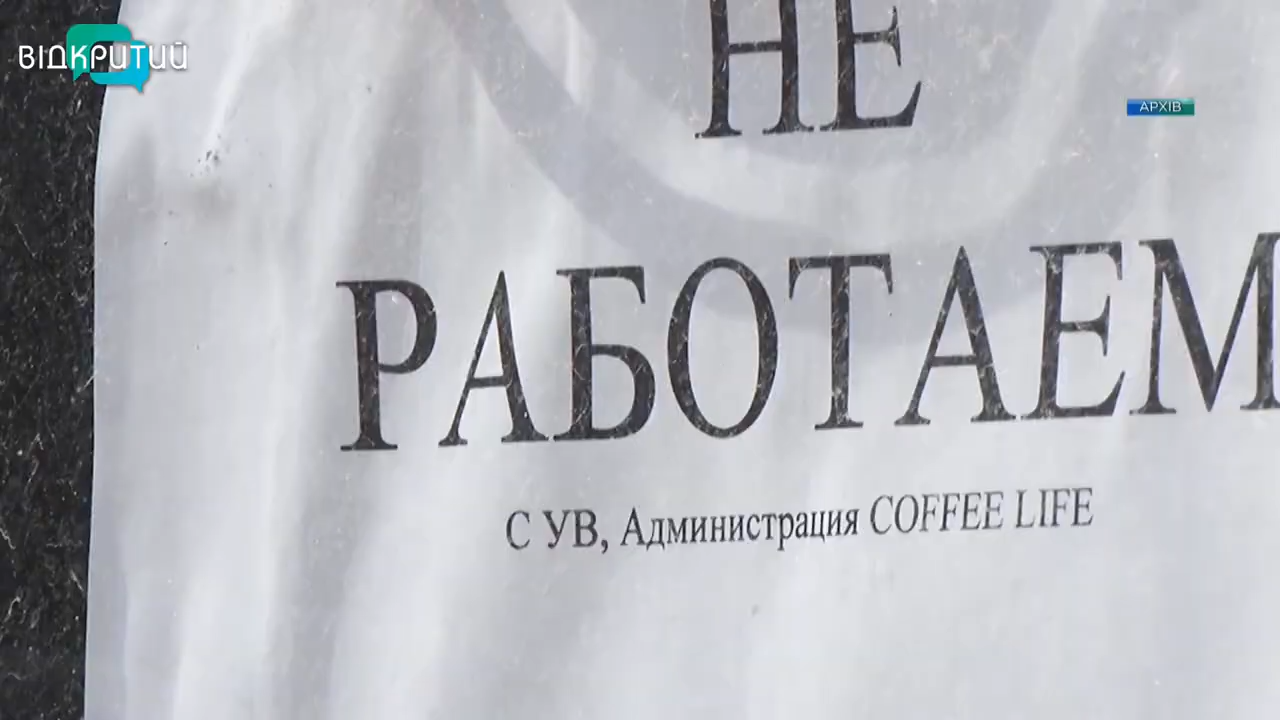 ВІДКРИТИЙ
АРХІВ
НЕ
РАБОТАЕМ
С УВ, Администрация COFFEE LIFE